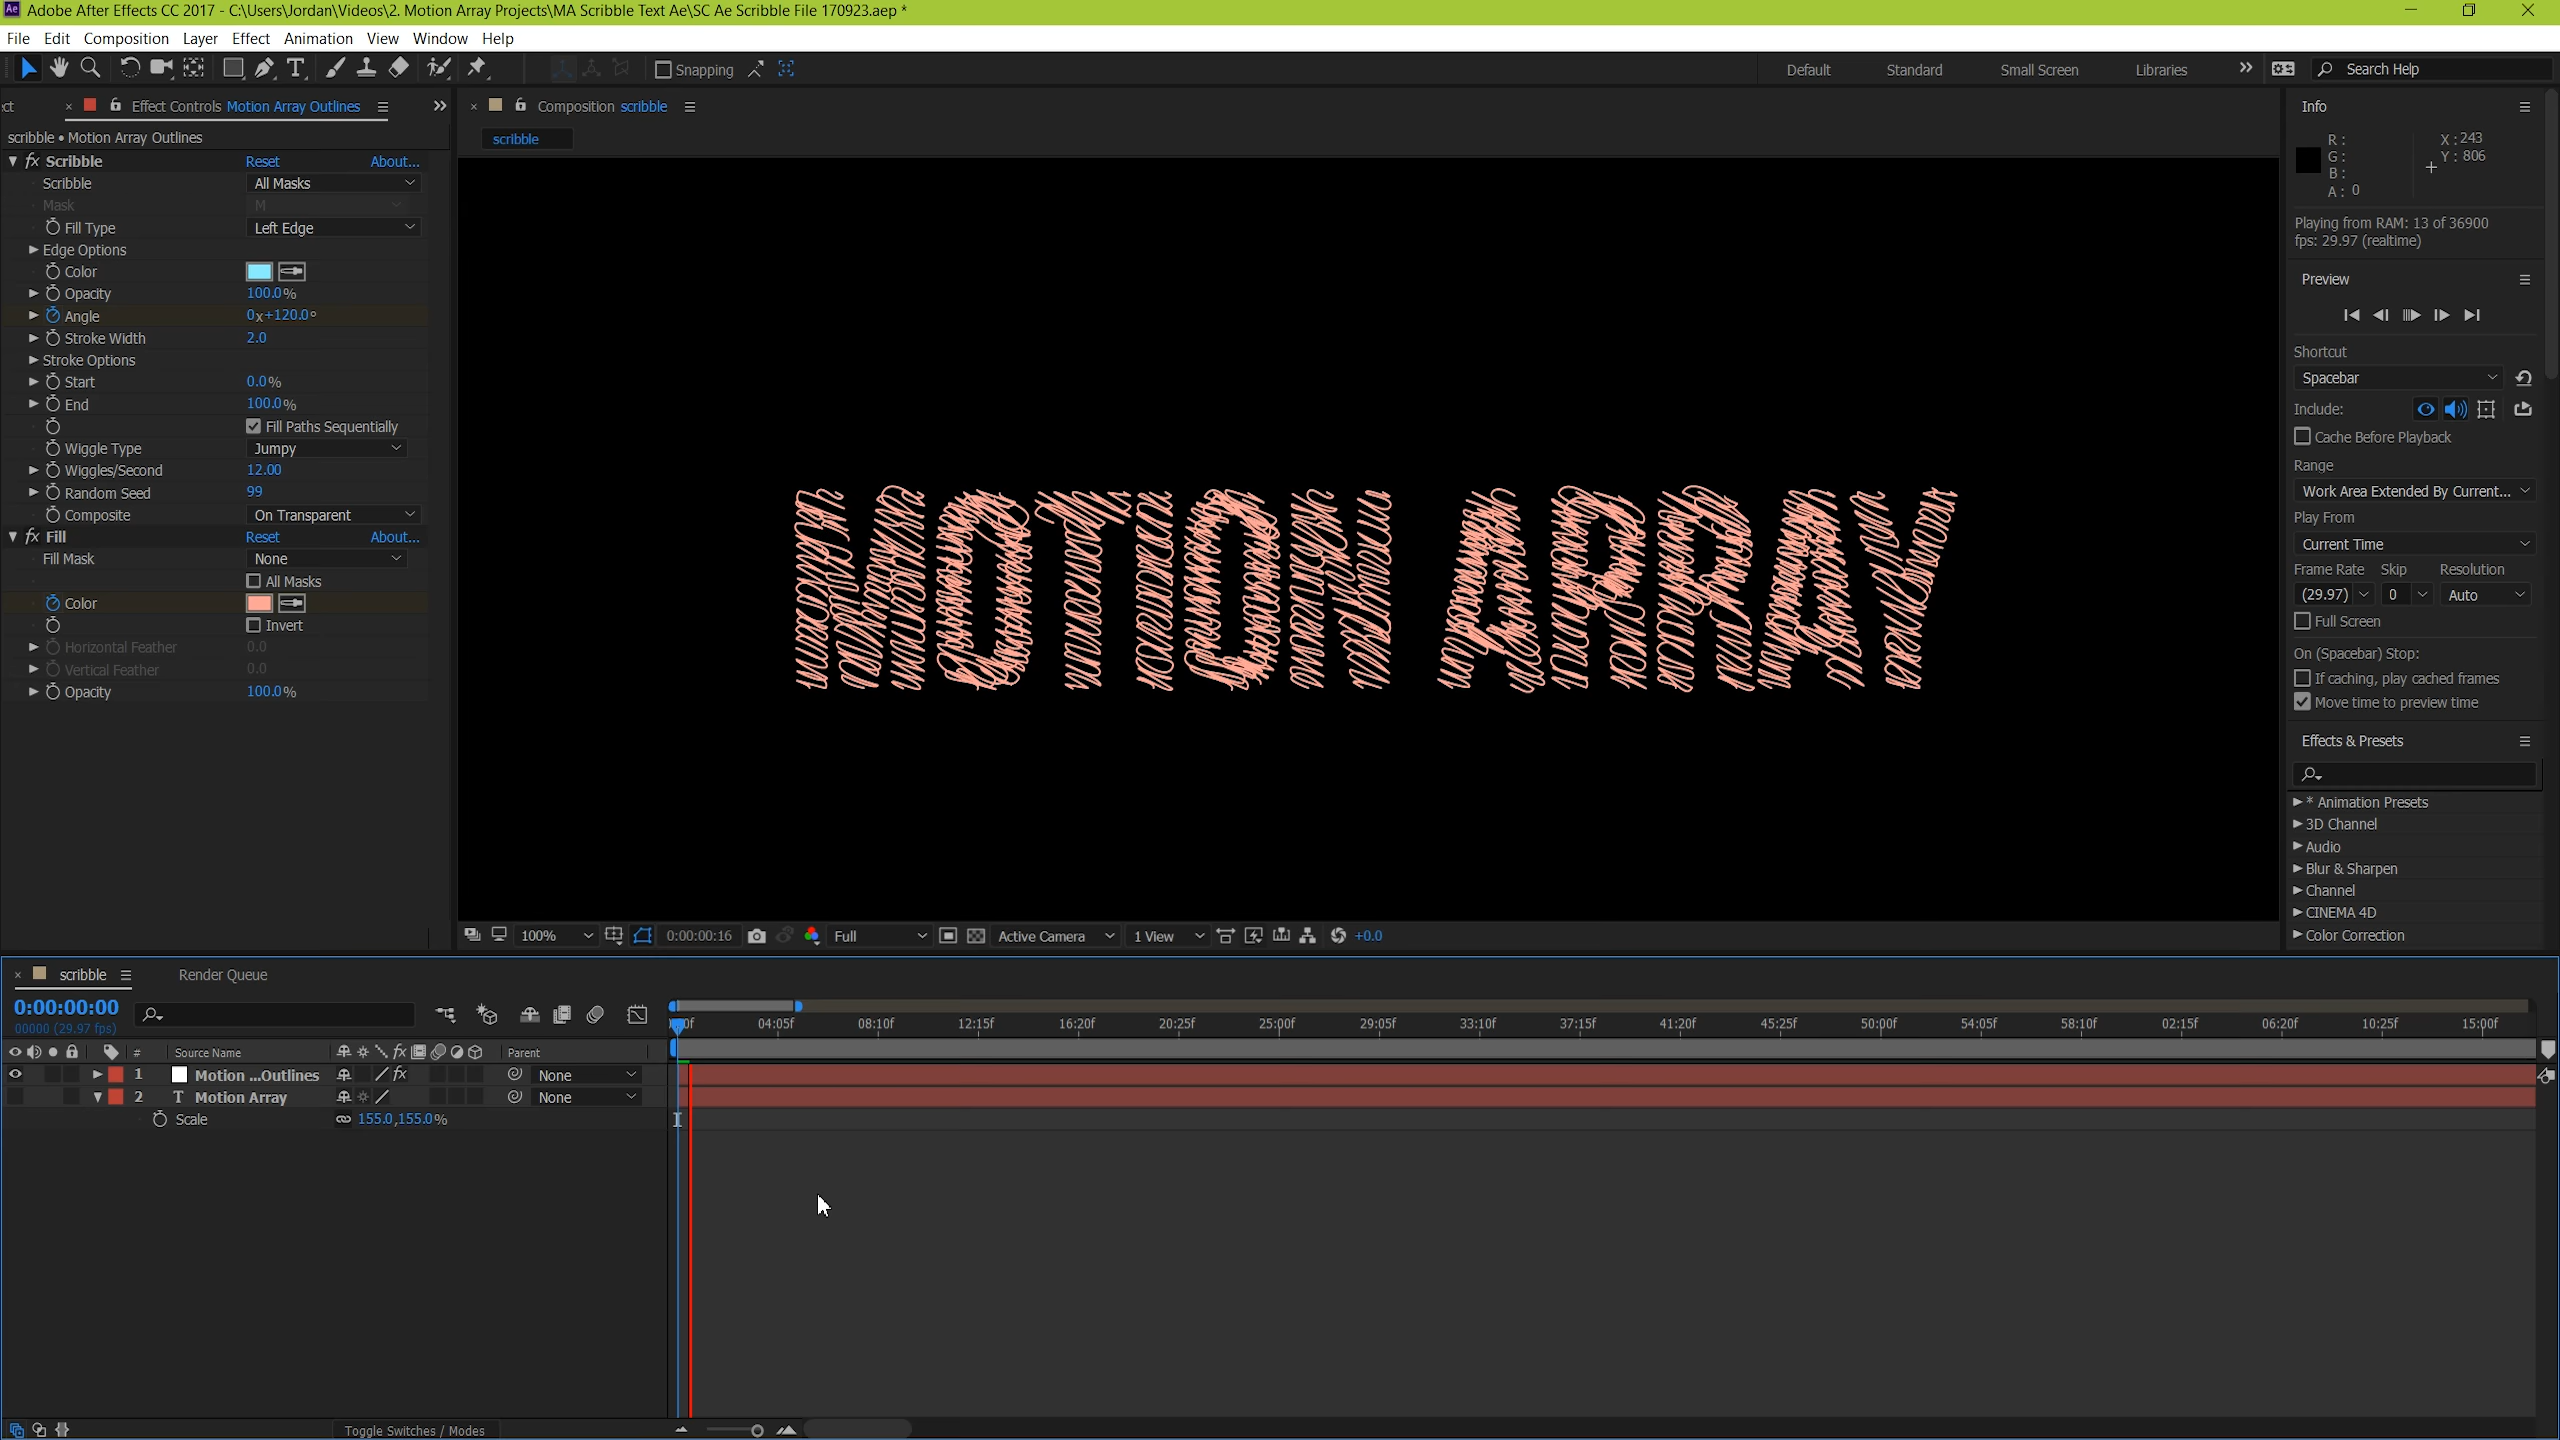 Adobe After Effects CC 2017 - C:\Users\Jordan\Videos\2. Motion Array Projects\MA Scribble Text Ae\SC Ae Scribble File 170923.aep *
File Edit Composition Layer Effect Animation View Window Help
Snapping
Default Standard Small Screen Libraries
Search Help
ect
Effect Controls Motion Array Outlines
scribble • Motion Array Outlines
fx Scribble Reset About...
Scribble All Masks
Mask M
Fill Type Left Edge
Edge Options
Color
Opacity 100.0%
Angle 0x+120.0°
Stroke Width 2.0
Stroke Options
Start 0.0%
End 100.0%
Fill Paths Sequentially
Wiggle Type Jumpy
Wiggles/Second 12.00
Random Seed 99
Composite On Transparent
fx Fill Reset About...
Fill Mask None
All Masks
Color
Invert
Horizontal Feather 0.0
Vertical Feather 0.0
Opacity 100.0%
Composition scribble
scribble
MOTION ARRAY
100% 0:00:00:16 Full Active Camera 1 View +0.0
Info
R: X: 243
G: Y: 806
B:
A: 0
Playing from RAM: 13 of 36900
fps: 29.97 (realtime)
Preview
Shortcut
Spacebar
Include:
Cache Before Playback
Range
Work Area Extended By Current...
Play From
Current Time
Frame Rate Skip Resolution
(29.97) 0 Auto
Full Screen
On (Spacebar) Stop:
If caching, play cached frames
Move time to preview time
Effects & Presets
* Animation Presets
3D Channel
Audio
Blur & Sharpen
Channel
CINEMA 4D
Color Correction
scribble Render Queue
0:00:00:00
00000 (29.97 fps)
04:05f 08:10f 12:15f 16:20f 20:25f 25:00f 29:05f 33:10f 37:15f 41:20f 45:25f 50:00f 54:05f 58:10f 02:15f 06:20f 10:25f 15:00f
# Source Name fx Parent
1 Motion ...Outlines fx None
2 T Motion Array None
Scale 155.0,155.0%
Toggle Switches / Modes